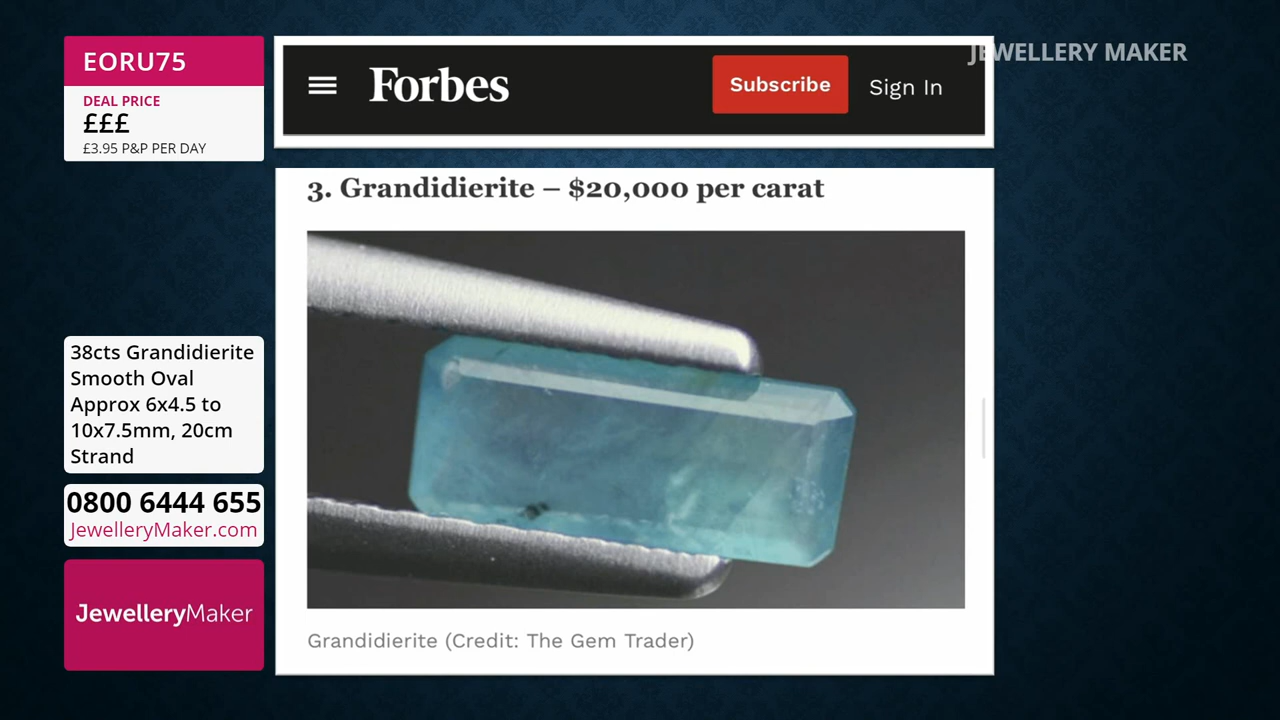 EORU75
DEAL PRICE
£££
£3.95 P&P PER DAY
Forbes
Subscribe
Sign In
JEWELLERY MAKER
3. Grandidierite – $20,000 per carat
Grandidierite (Credit: The Gem Trader)
38cts Grandidierite
Smooth Oval
Approx 6x4.5 to
10x7.5mm, 20cm
Strand
0800 6444 655
JewelleryMaker.com
JewelleryMaker